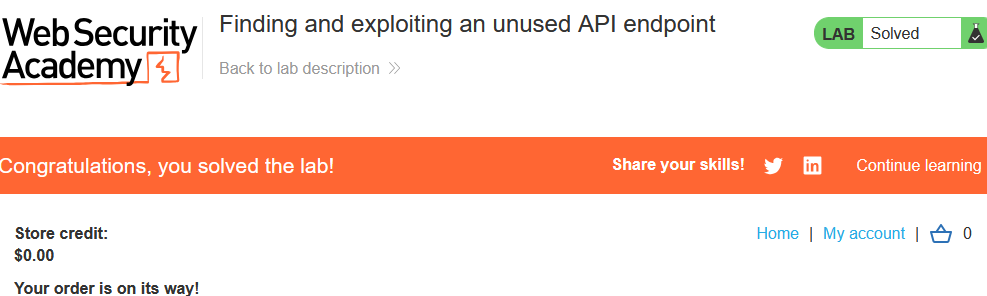 Web Security
Academy
Finding and exploiting an unused API endpoint
Back to lab description
LAB Solved
Congratulations, you solved the lab!
Share your skills!
Continue learning
Store credit:
$0.00
Home | My account | 0
Your order is on its way!